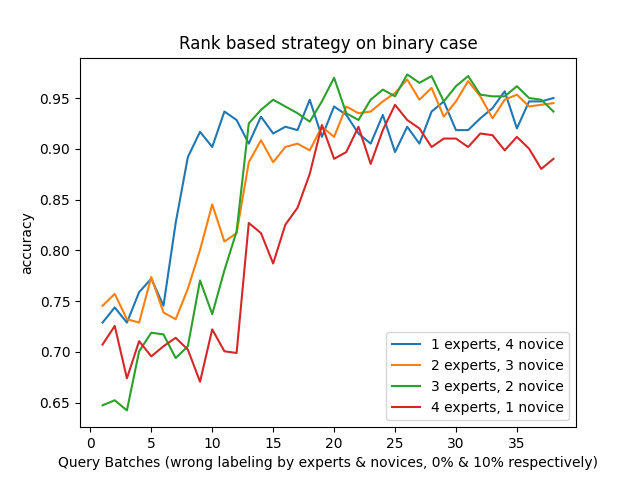 Rank based strategy on binary case
accuracy
0.95
0.90
0.85
0.80
0.75
0.70
0.65
1 experts, 4 novice
2 experts, 3 novice
3 experts, 2 novice
4 experts, 1 novice
0 5 10 15 20 25 30 35
Query Batches (wrong labeling by experts & novices, 0% & 10% respectively)